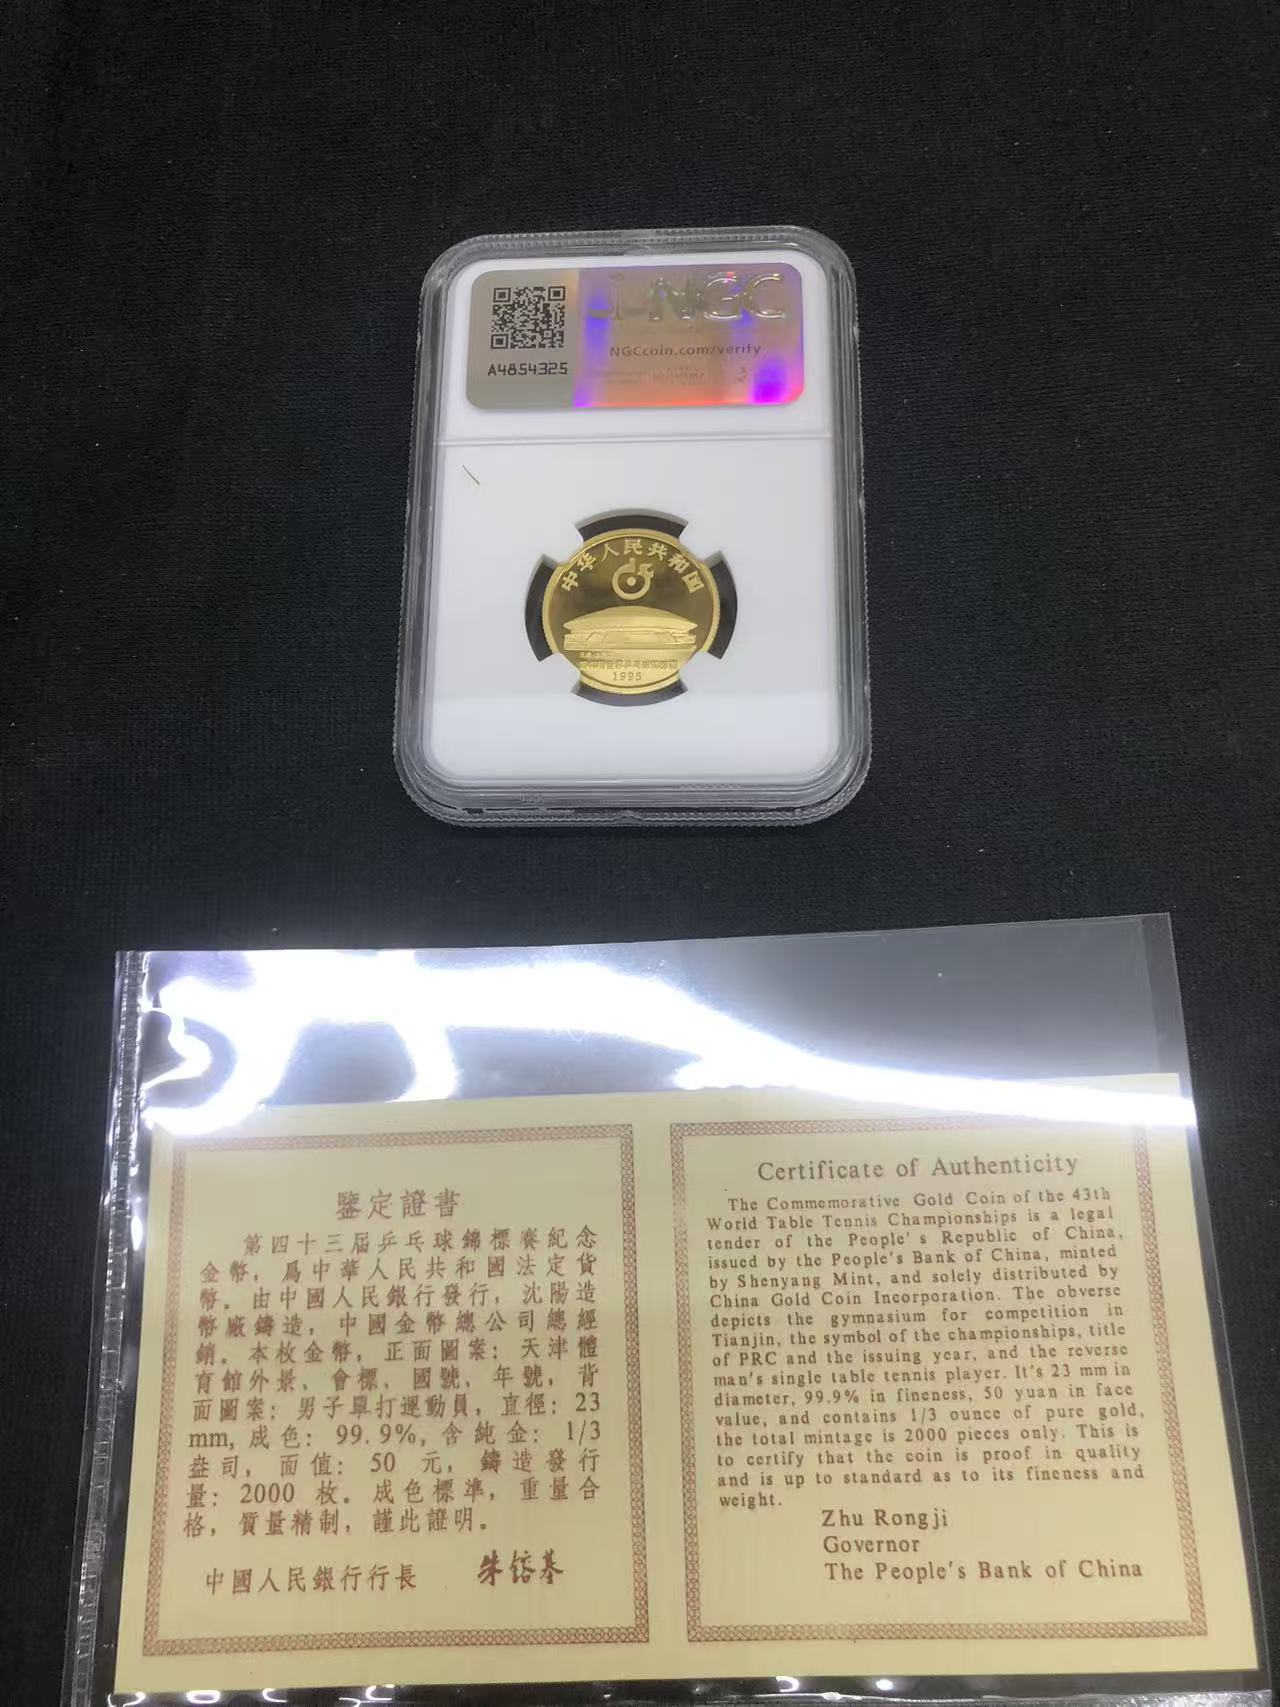 NGC
NGCcoin.com/verify
A4854325
中华人民共和国
1995
鑒定證書
第四十三届乒乓球錦標賽紀念
金幣，爲中華人民共和國法定貨
幣。由中國人民銀行發行，沈陽造
幣廠鑄造，中國金幣總公司總經
銷。本枚金幣，正面圖案：天津體
育館外景、會標、國號、年號，背
面圖案：男子單打運動員，直徑：23
mm,成色：99.9%,含純金：1/3
盎司，面值：50 元，鑄造發行
量：2000 枚。成色標準，重量合
格，質量精制，謹此證明。
中國人民銀行行長 朱镕基
Certificate of Authenticity
The Commemorative Gold Coin of the 43th
World Table Tennis Championships is a legal
tender of the People's Republic of China,
issued by the People's Bank of China, minted
by Shenyang Mint, and solely distributed by
China Gold Coin Incorporation. The obverse
depicts the gymnasium for competition in
Tianjin, the symbol of the championships, title
of PRC and the issuing year, and the reverse
man's single table tennis player. It's 23 mm in
diameter, 99.9% in fineness, 50 yuan in face
value, and contains 1/3 ounce of pure gold,
the total mintage is 2000 pieces only. This is
to certify that the coin is proof in quality
and is up to standard as to its fineness and
weight.
Zhu Rongji
Governor
The People's Bank of China